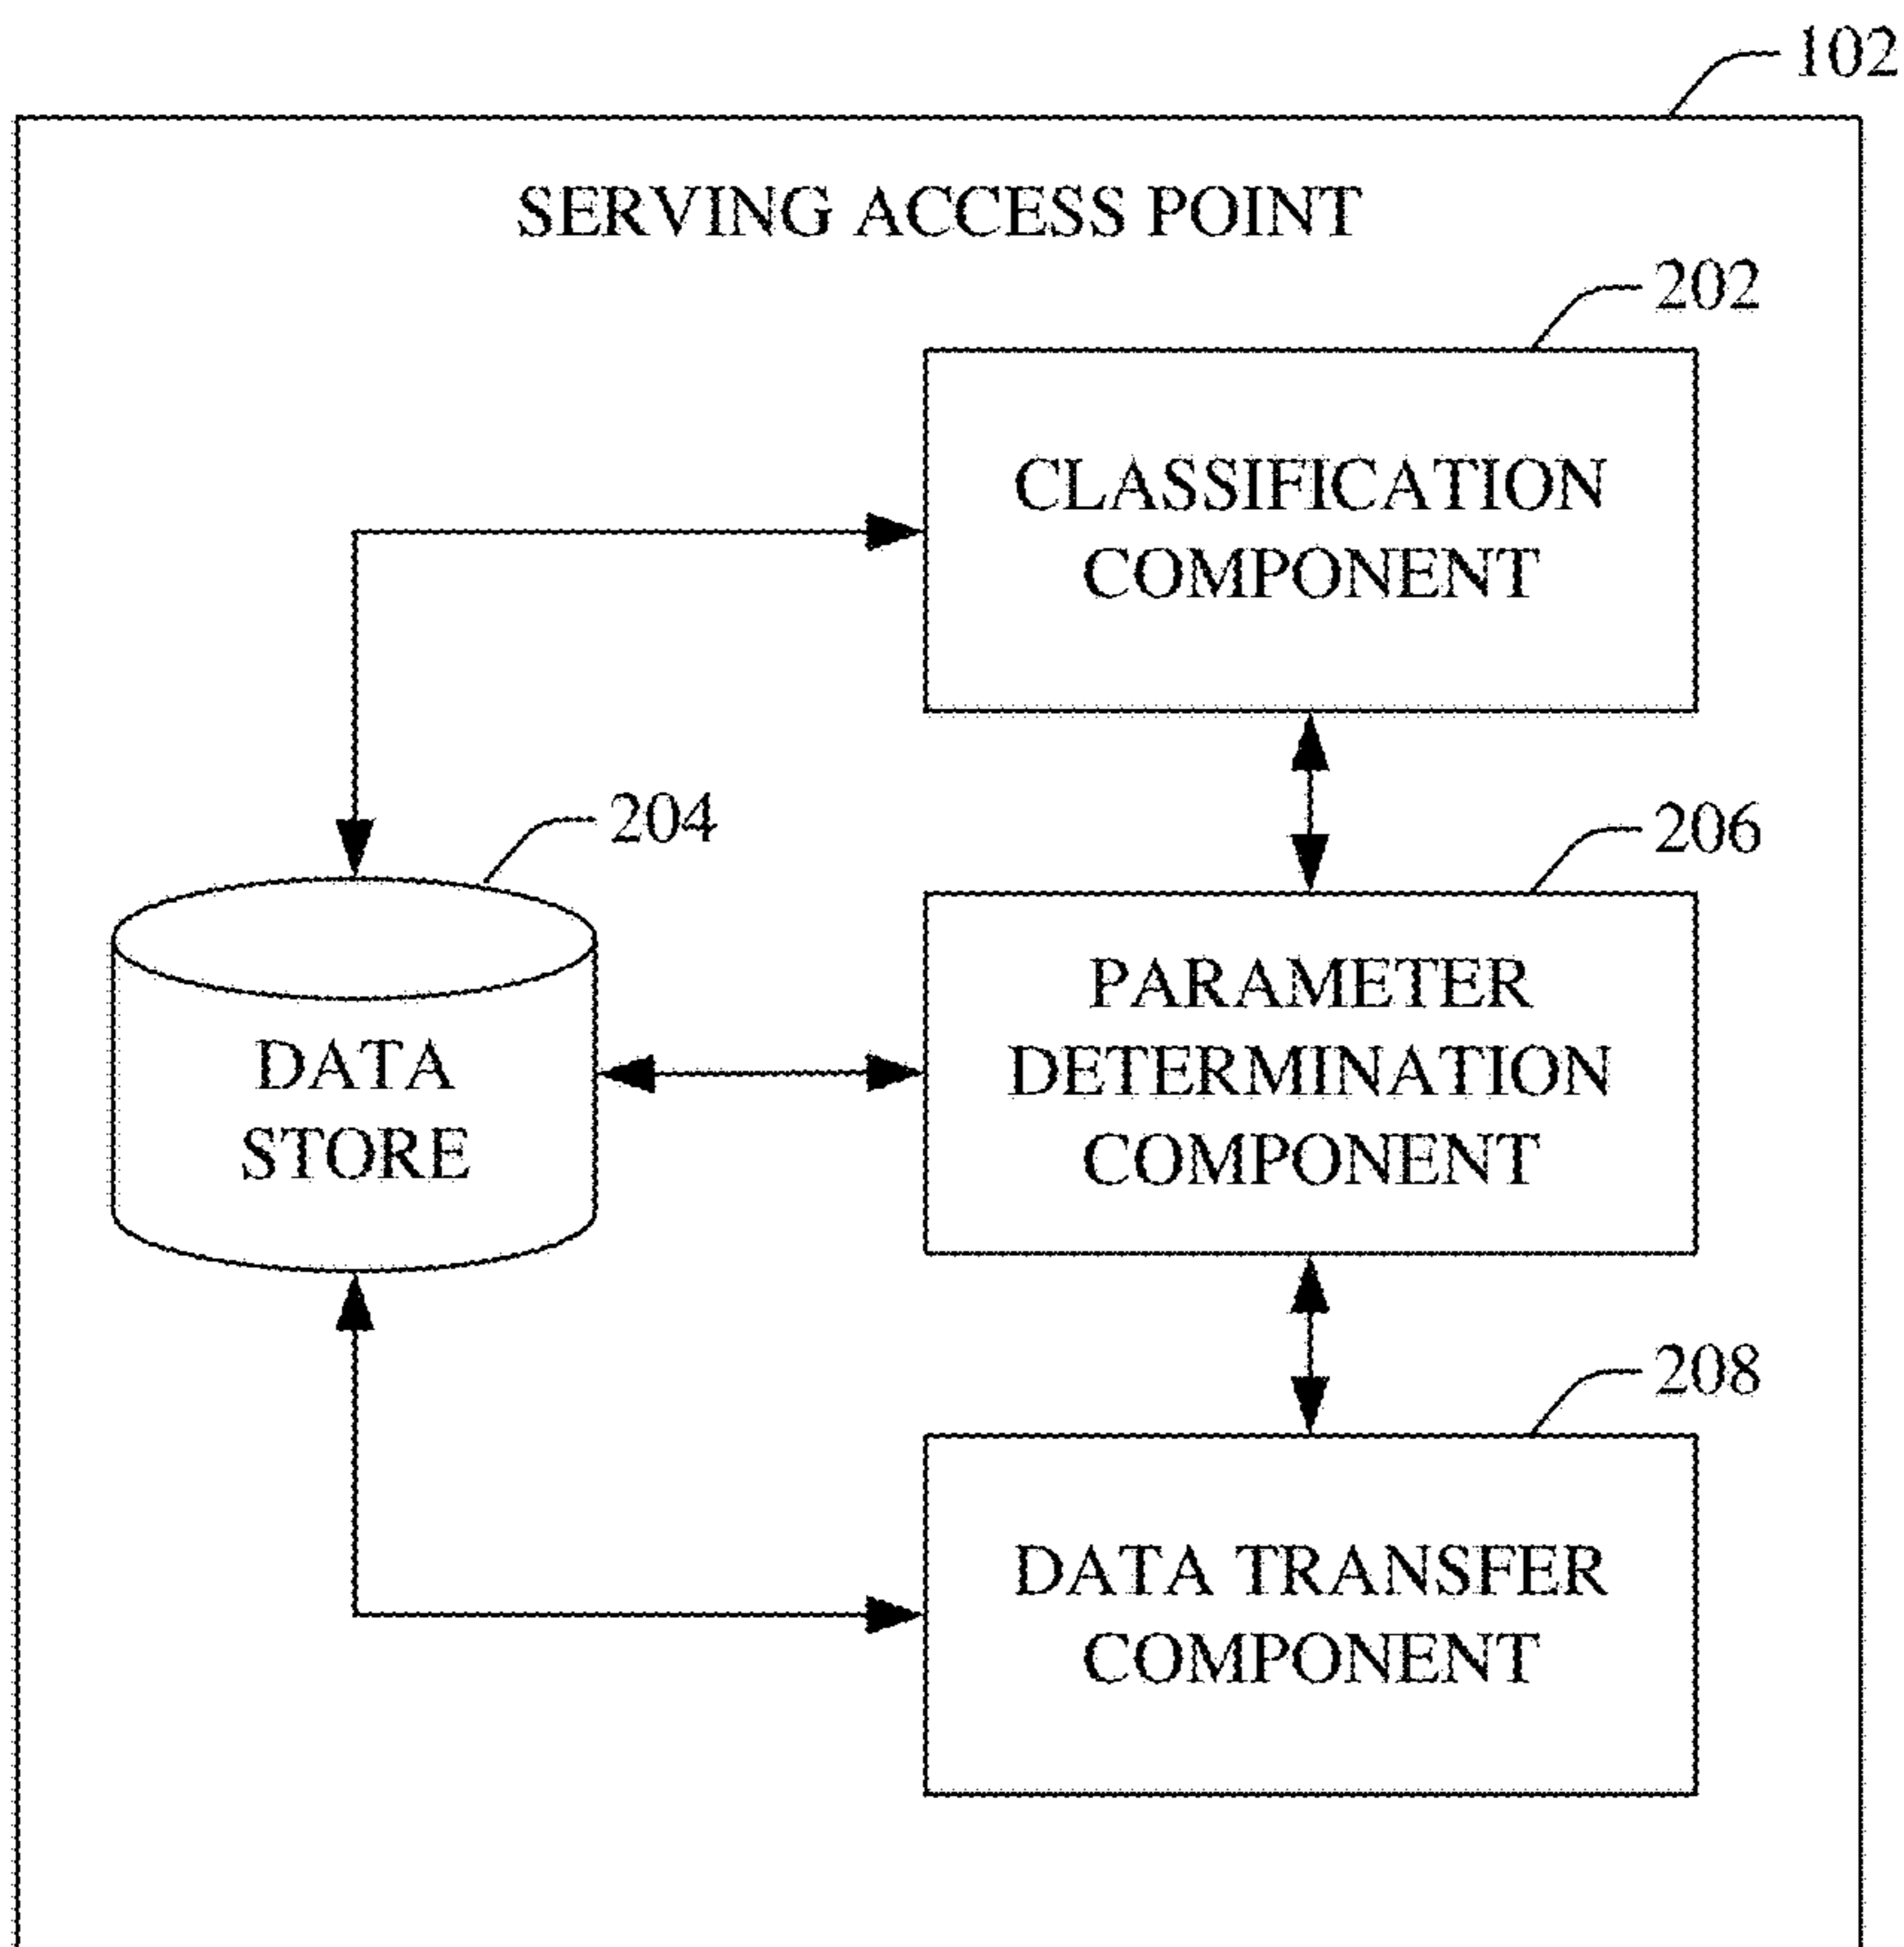 102
SERVING ACCESS POINT
202
CLASSIFICATION
COMPONENT
204
206
PARAMETER
DETERMINATION
COMPONENT
DATA
STORE
208
DATA TRANSFER
COMPONENT